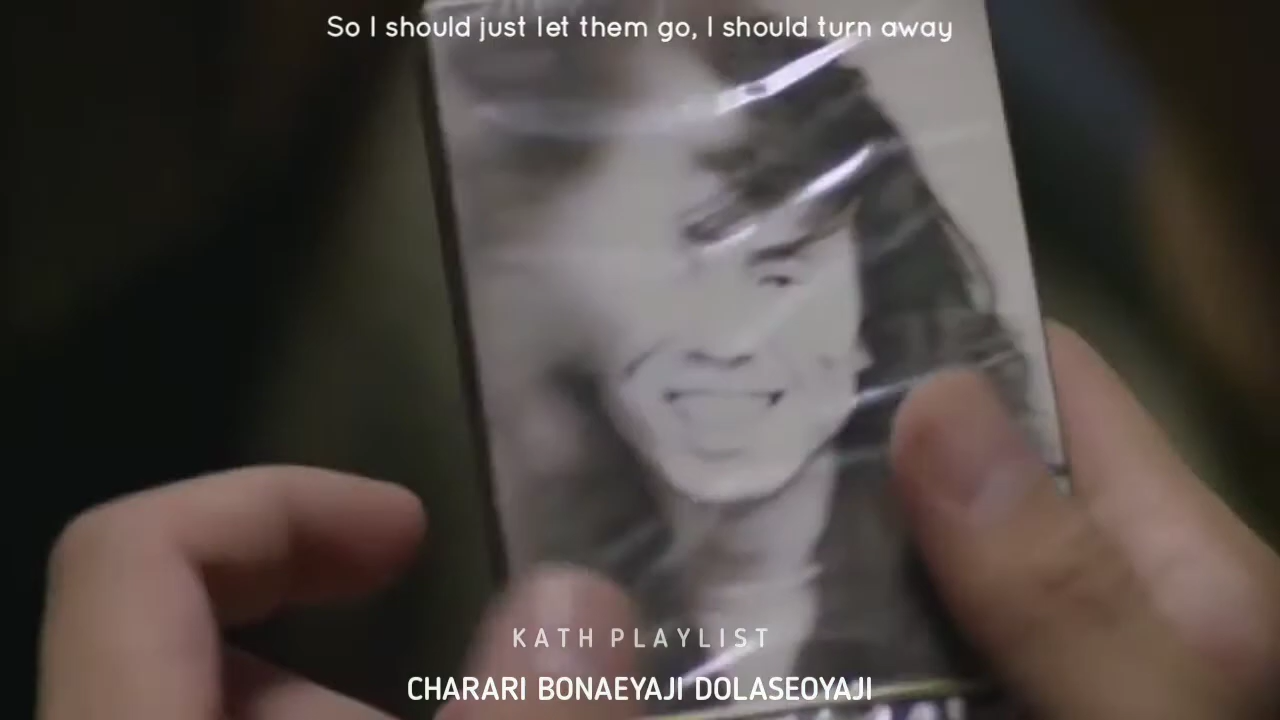 So I should just let them go, I should turn away
KATH PLAYLIST
CHARARI BONAEYAJI DOLASEOYAJI